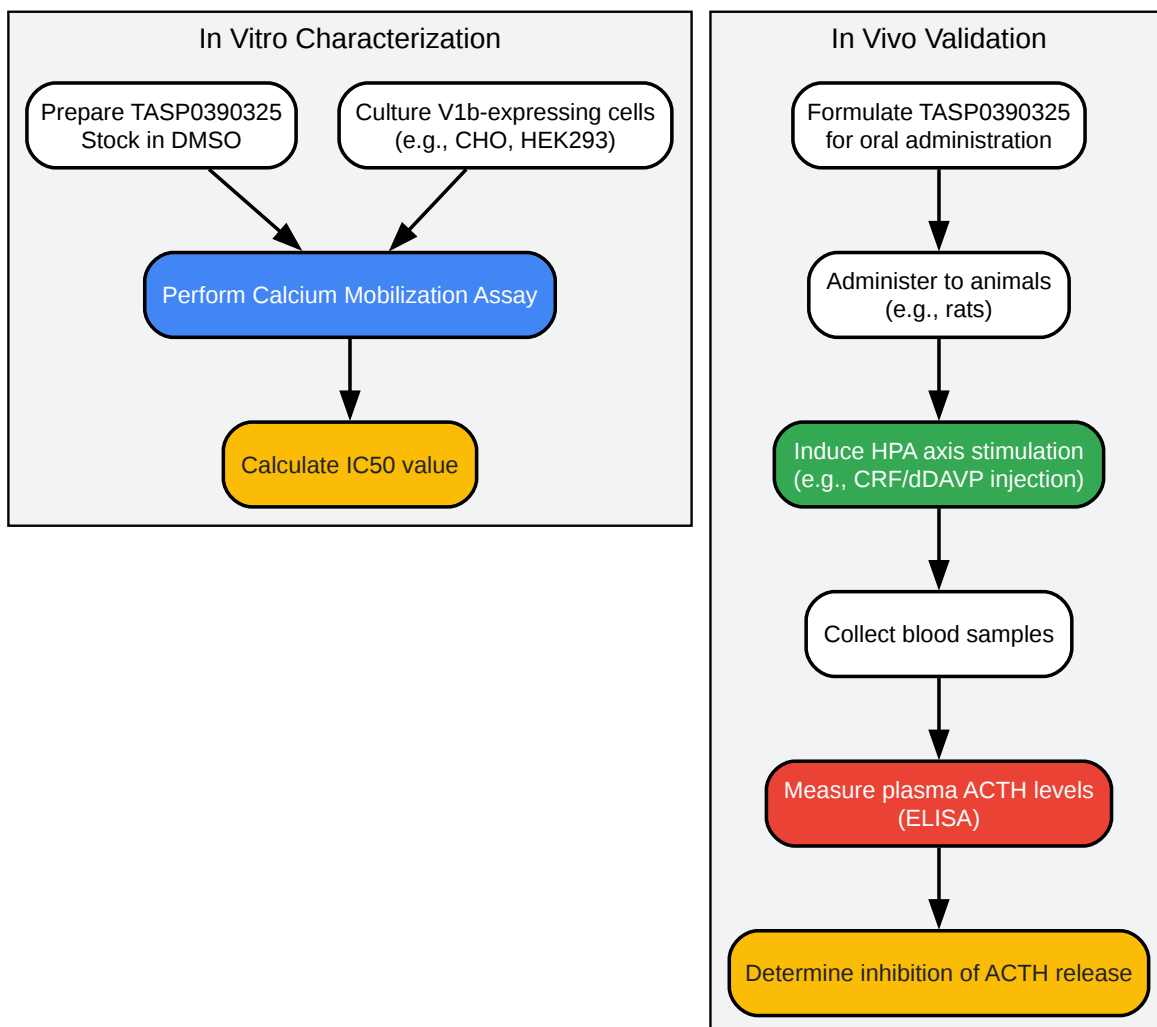 In Vitro Characterization
Prepare TASP0390325
Stock in DMSO
Culture V1b-expressing cells
(e.g., CHO, HEK293)
Perform Calcium Mobilization Assay
Calculate IC50 value
In Vivo Validation
Formulate TASP0390325
for oral administration
Administer to animals
(e.g., rats)
Induce HPA axis stimulation
(e.g., CRF/dDAVP injection)
Collect blood samples
Measure plasma ACTH levels
(ELISA)
Determine inhibition of ACTH release